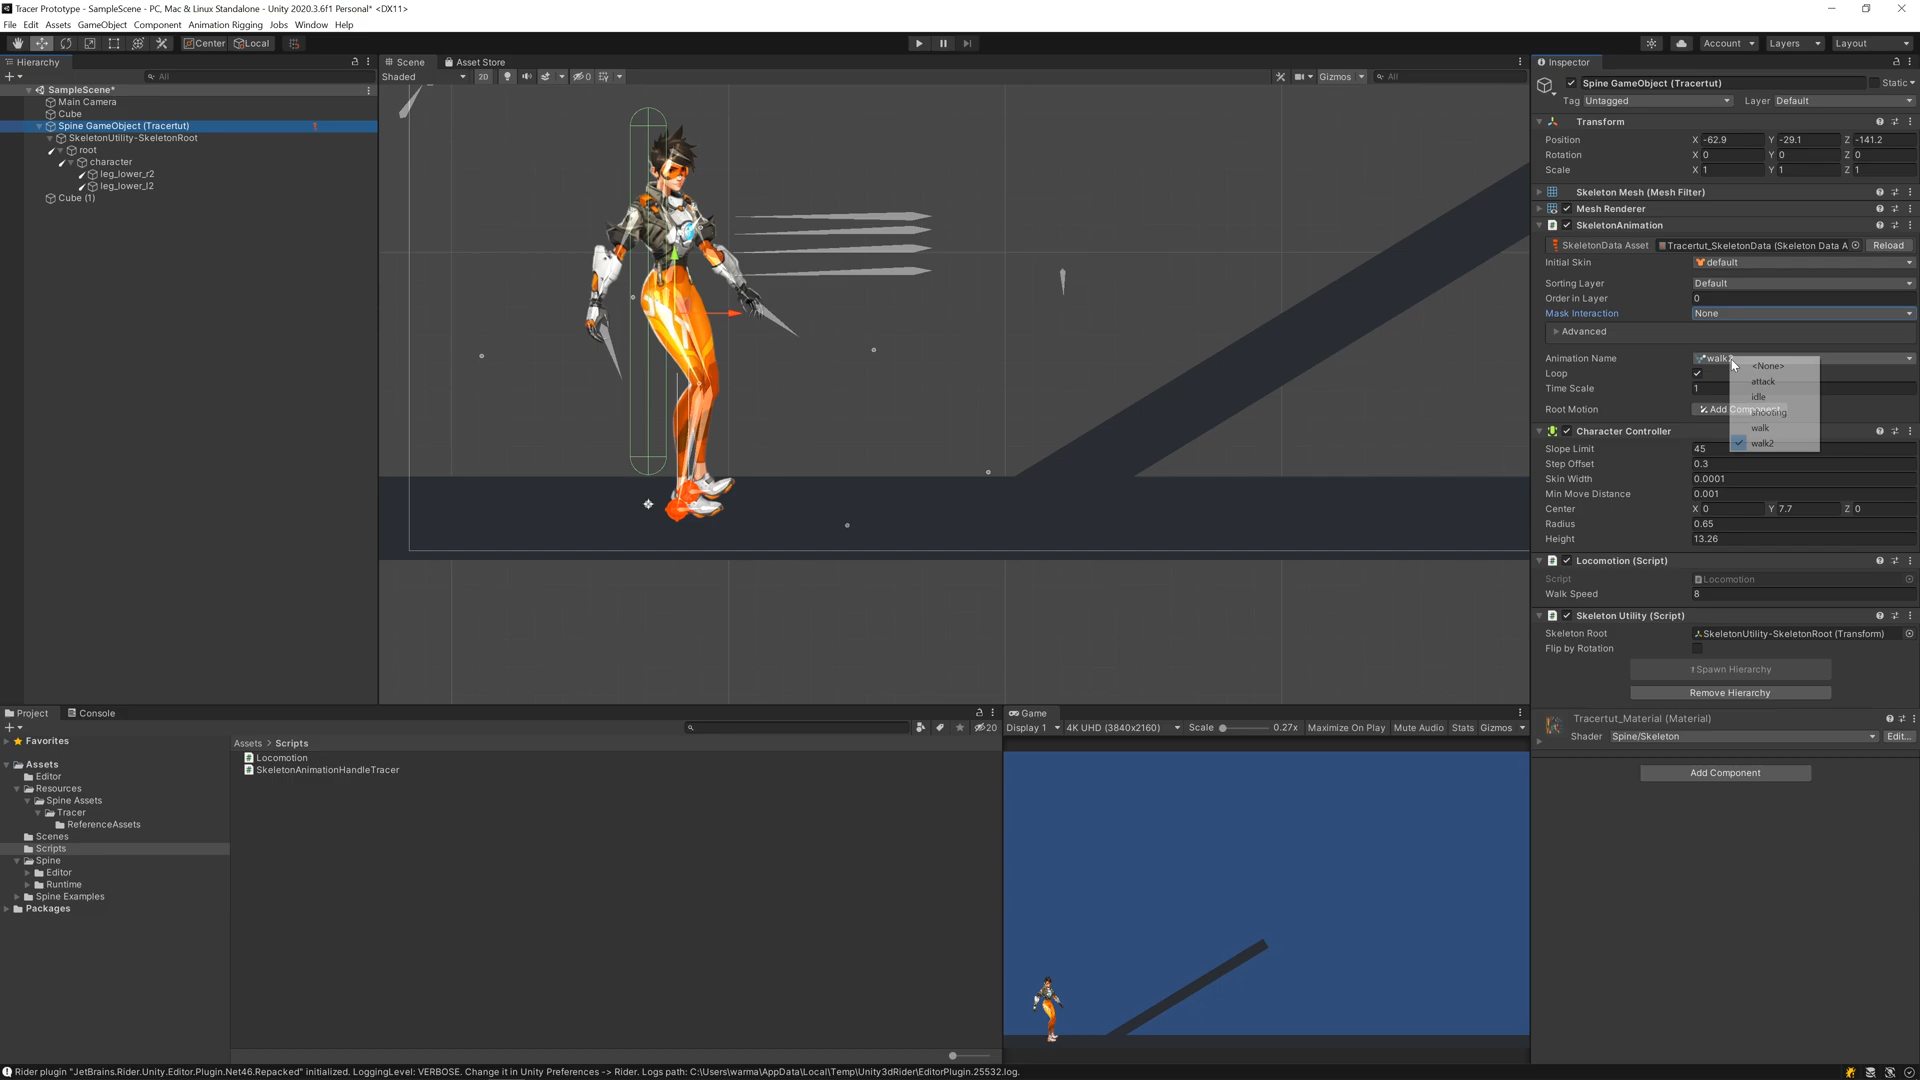 Tracer Prototype - SampleScene - PC, Mac & Linux Standalone - Unity 2020.3.6f1 Personal* <DX11>
File Edit Assets GameObject Component Animation Rigging Jobs Window Help
Center Local Account Layers Layout
Hierarchy
All
SampleScene*
Main Camera
Cube
Spine GameObject (Tracertut)
SkeletonUtility-SkeletonRoot
root
character
leg_lower_r2
leg_lower_l2
Cube (1)
Scene Asset Store
Shaded 2D 0 Gizmos All
Inspector
Spine GameObject (Tracertut) Static
Tag Untagged Layer Default
Transform
Position X -62.9 Y -29.1 Z -141.2
Rotation X 0 Y 0 Z 0
Scale X 1 Y 1 Z 1
Skeleton Mesh (Mesh Filter)
Mesh Renderer
SkeletonAnimation
SkeletonData Asset Tracertut_SkeletonData (Skeleton Data A Reload
Initial Skin default
Sorting Layer Default
Order in Layer 0
Mask Interaction None
Advanced
Animation Name walk2
Loop
Time Scale 1
Root Motion Add Component
<None>
attack
idle
shooting
walk
walk2
Character Controller
Slope Limit 45
Step Offset 0.3
Skin Width 0.0001
Min Move Distance 0.001
Center X 0 Y 7.7 Z 0
Radius 0.65
Height 13.26
Locomotion (Script)
Script Locomotion
Walk Speed 8
Skeleton Utility (Script)
Skeleton Root SkeletonUtility-SkeletonRoot (Transform)
Flip by Rotation
Spawn Hierarchy
Remove Hierarchy
Tracertut_Material (Material)
Shader Spine/Skeleton Edit...
Add Component
Project Console
20
Favorites
Assets
Editor
Resources
Spine Assets
Tracer
ReferenceAssets
Scenes
Scripts
Spine
Editor
Runtime
Spine Examples
Packages
Assets > Scripts
Locomotion
SkeletonAnimationHandleTracer
Game
Display 1 4K UHD (3840x2160) Scale 0.27x Maximize On Play Mute Audio Stats Gizmos
Rider plugin "JetBrains.Rider.Unity.Editor.Plugin.Net46.Repacked" initialized. LoggingLevel: VERBOSE. Change it in Unity Preferences -> Rider. Logs path: C:\Users\warma\AppData\Local\Temp\Unity3dRider\EditorPlugin.25532.log.